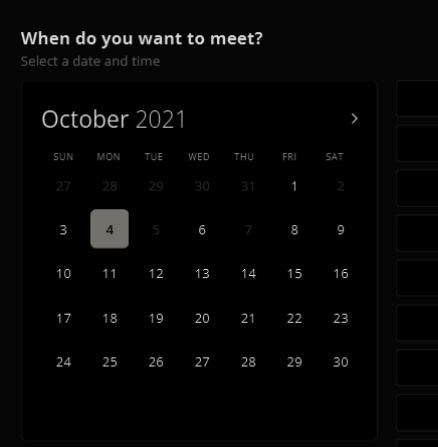 When do you want to meet?
Select a date and time
October 2021
SUN MON TUE WED THU FRI SAT
27 28 29 30 31 1 2
3 4 5 6 7 8 9
10 11 12 13 14 15 16
17 18 19 20 21 22 23
24 25 26 27 28 29 30